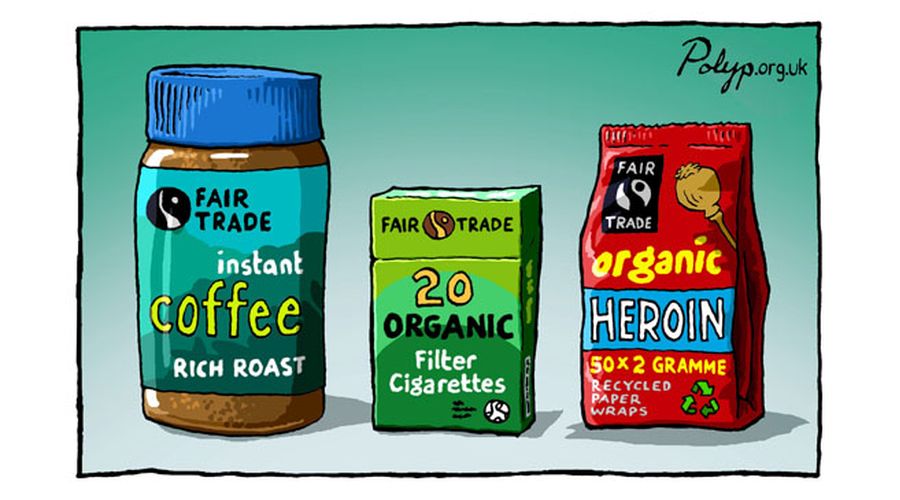 Polyp.org.uk
FAIR
TRADE
instant
coffee
RICH ROAST
FAIR TRADE
20
ORGANIC
Filter
Cigarettes
FAIR
TRADE
organic
HEROIN
50 x 2 GRAMME
RECYCLED
PAPER
WRAPS